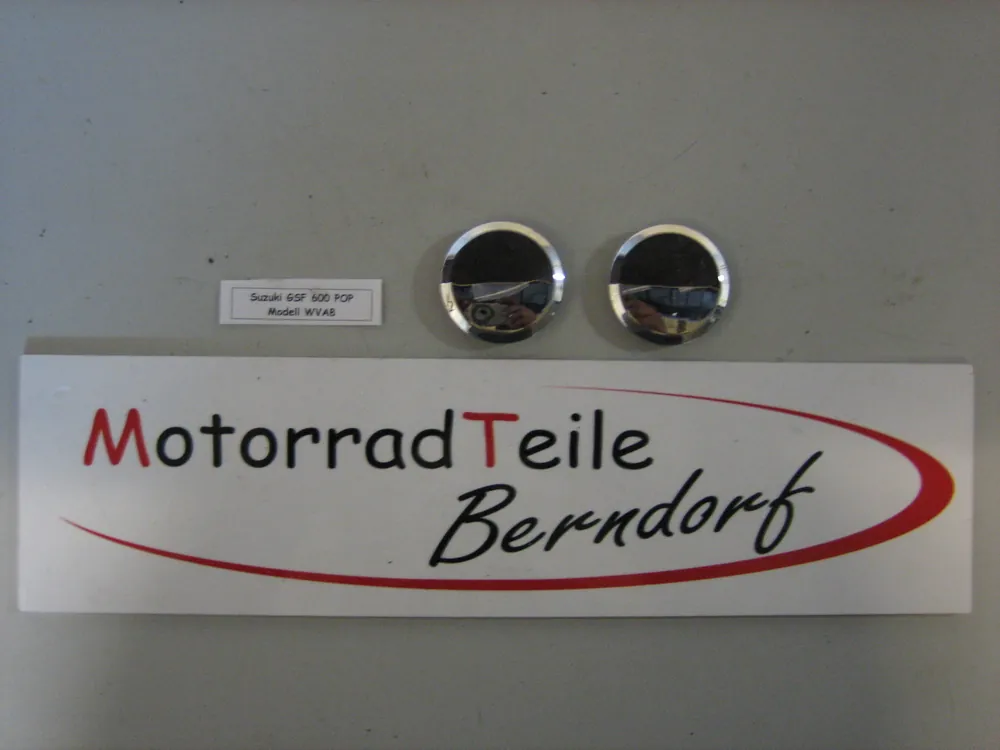 Suzuki GSF 600 POP
Modell WVA8
MotorradTeile
Berndorf